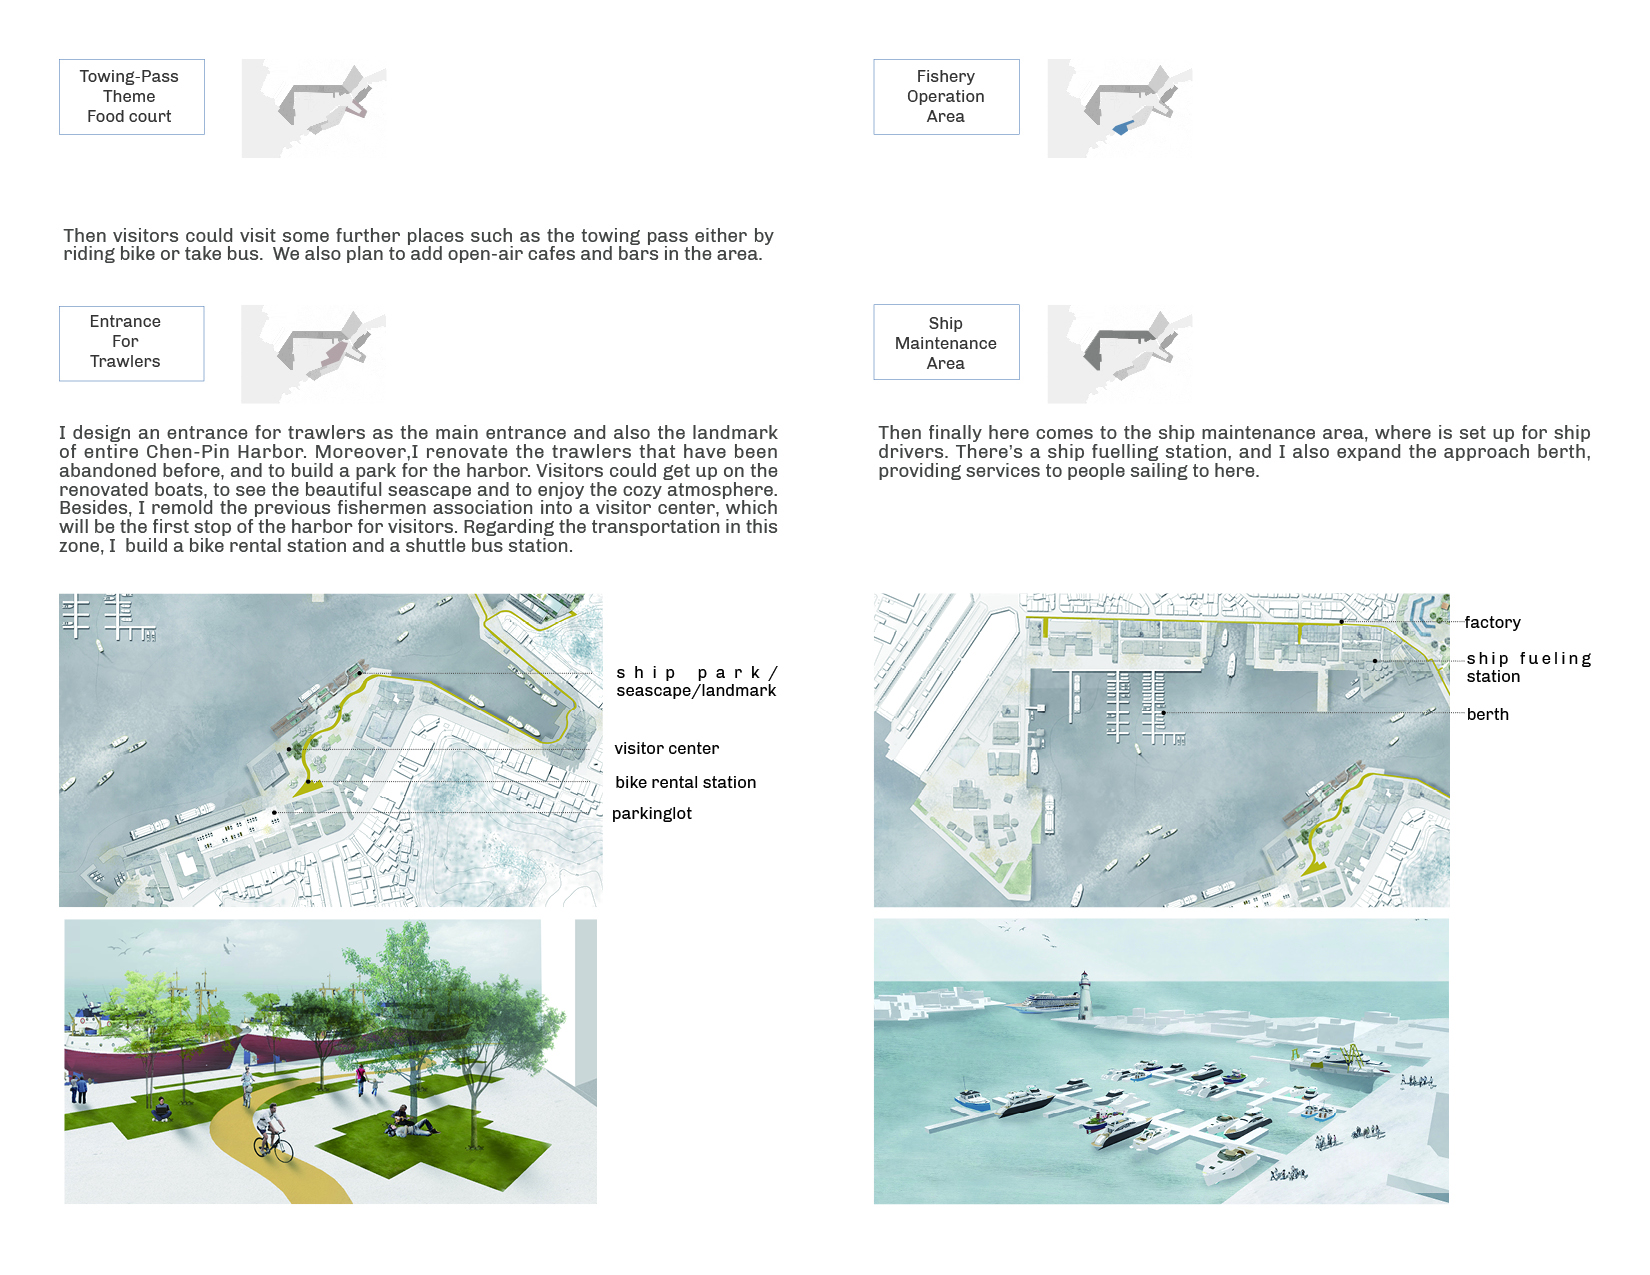 Towing-Pass
Theme
Food court
Then visitors could visit some further places such as the towing pass either by
riding bike or take bus.  We also plan to add open-air cafes and bars in the area.
Entrance
For
Trawlers
I design an entrance for trawlers as the main entrance and also the landmark
of entire Chen-Pin Harbor. Moreover,I renovate the trawlers that have been
abandoned before, and to build a park for the harbor. Visitors could get up on the
renovated boats, to see the beautiful seascape and to enjoy the cozy atmosphere.
Besides, I remold the previous fishermen association into a visitor center, which
will be the first stop of the harbor for visitors. Regarding the transportation in this
zone, I  build a bike rental station and a shuttle bus station.
ship park/
seascape/landmark
visitor center
bike rental station
parkinglot
Fishery
Operation
Area
Ship
Maintenance
Area
Then finally here comes to the ship maintenance area, where is set up for ship
drivers. There's a ship fuelling station, and I also expand the approach berth,
providing services to people sailing to here.
factory
ship fueling
station
berth